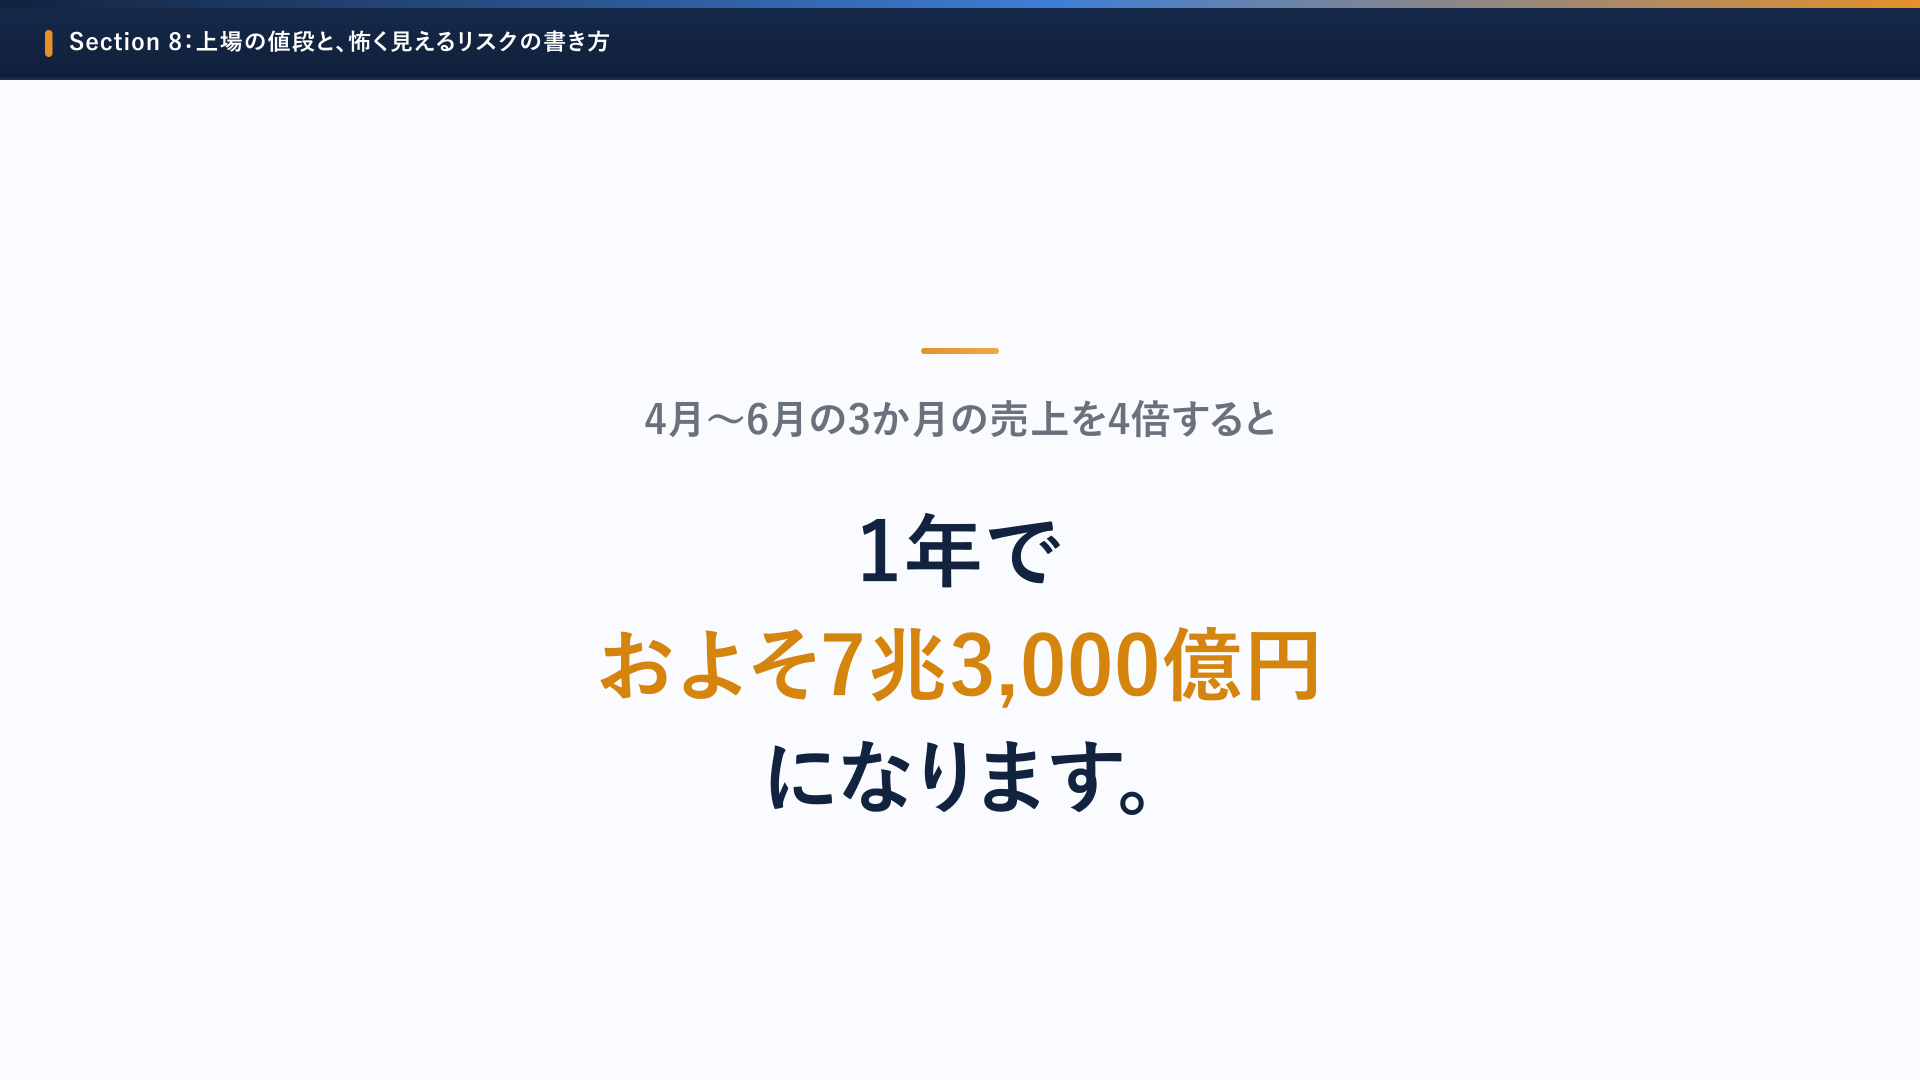 Section 8：上場の値段と、怖く見えるリスクの書き方
4月〜6月の3か月の売上を4倍すると
1年で
およそ7兆3,000億円
になります。